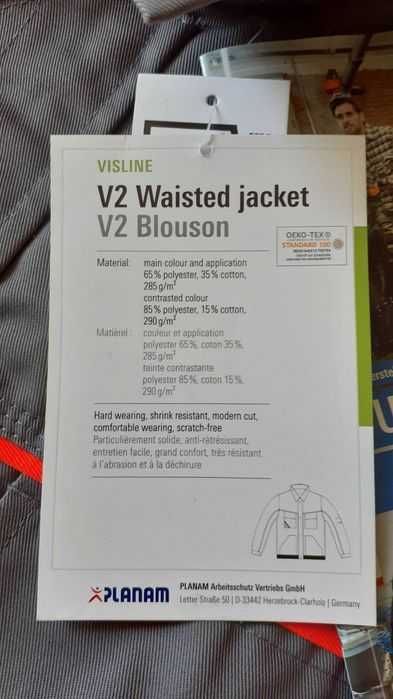 VISLINE
V2 Waisted jacket
V2 Blouson
OEKO-TEX®
STANDARD 100
Material: main colour and application
65% polyester, 35% cotton,
285 g/m²
contrasted colour
85% polyester, 15% cotton,
290 g/m²
Matièrel: couleur et application
polyester 65%, coton 35%,
285 g/m²
teinte contrastante
polyester 85%, coton 15%,
290 g/m²
Hard wearing, shrink resistant, modern cut,
comfortable wearing, scratch-free
Particulièrement solide, anti-rétrésissant,
entretien facile, grand confort, très résistant
à l'abrasion et à la déchirure
PLANAM
PLANAM Arbeitsschutz Vertriebs GmbH
Letter Straße 50 | D-33442 Herzebrock-Clarholz | Germany